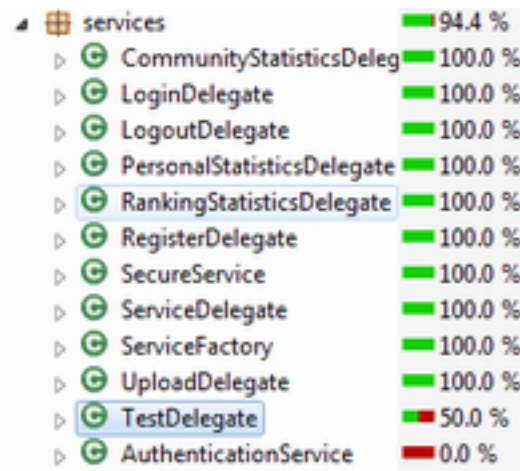 services 94.4 %
CommunityStatisticsDeleg 100.0 %
LoginDelegate 100.0 %
LogoutDelegate 100.0 %
PersonalStatisticsDelegate 100.0 %
RankingStatisticsDelegate 100.0 %
RegisterDelegate 100.0 %
SecureService 100.0 %
ServiceDelegate 100.0 %
ServiceFactory 100.0 %
UploadDelegate 100.0 %
TestDelegate 50.0 %
AuthenticationService 0.0 %